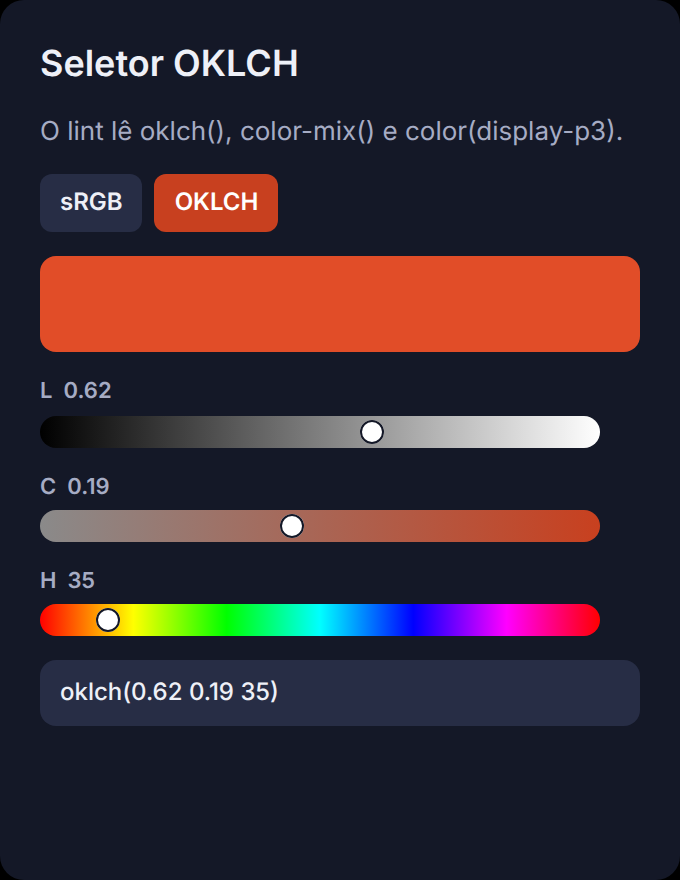 Seletor OKLCH
O lint lê oklch(), color-mix() e color(display-p3).
sRGB
OKLCH
L 0.62
C 0.19
H 35
oklch(0.62 0.19 35)